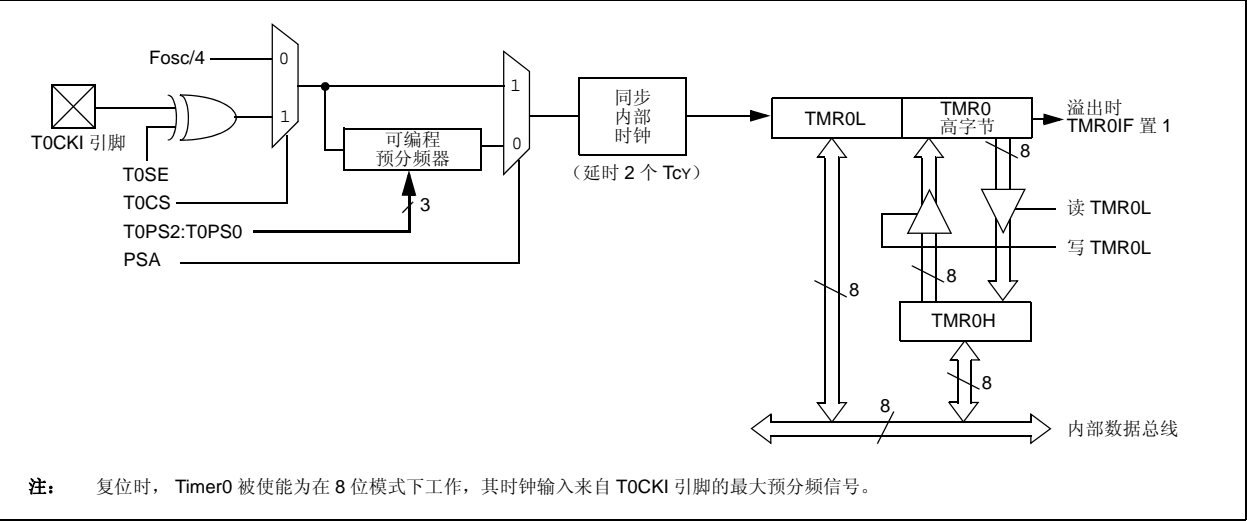 Fosc/4
0
1
T0CKI 引脚
T0SE
T0CS
T0PS2:T0PS0
PSA
可编程
预分频器
3
1
0
同步
内部
时钟
（延时 2 个 TCY）
TMR0L
TMR0
高字节
溢出时
TMR0IF 置 1
8
读 TMR0L
写 TMR0L
8
8
TMR0H
8
8
内部数据总线
注： 复位时， Timer0 被使能为在 8 位模式下工作，其时钟输入来自 T0CKI 引脚的最大预分频信号。